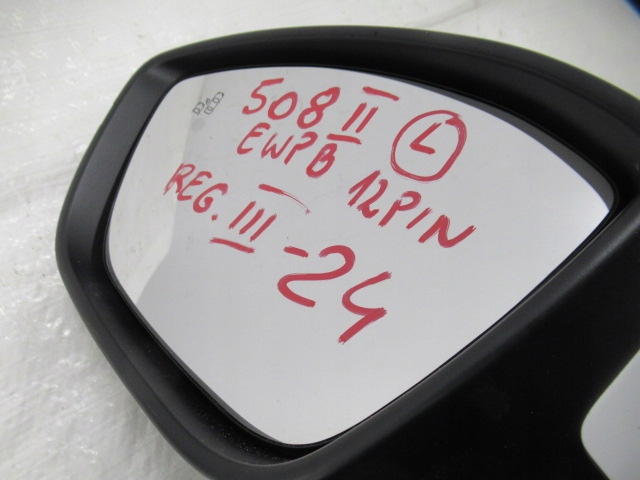 508 II L
EWPB 12PIN
REG. III -24